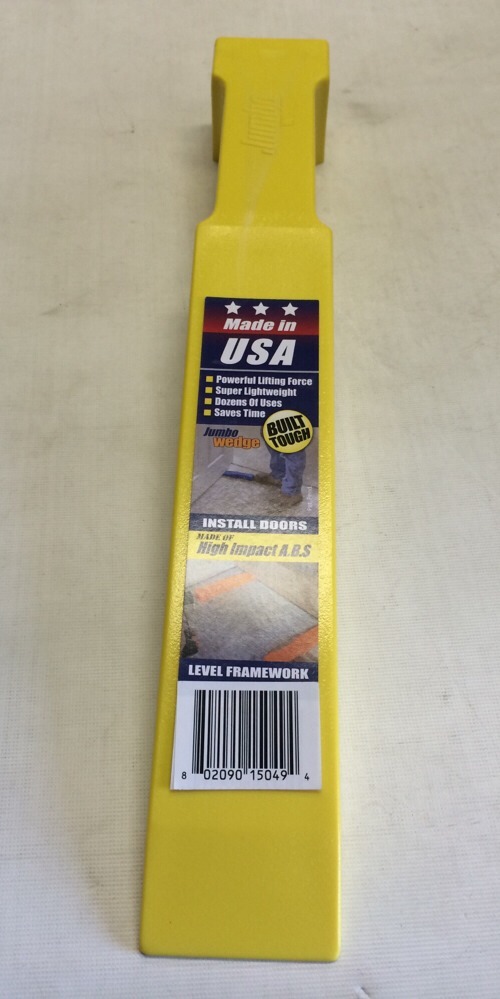 Jumbo
Made in
USA
Powerful Lifting Force
Super Lightweight
Dozens Of Uses
Saves Time
Jumbo
wedge
BUILT
TOUGH
INSTALL DOORS
MADE OF
High Impact A.B.S
LEVEL FRAMEWORK
8 02090 15049 4